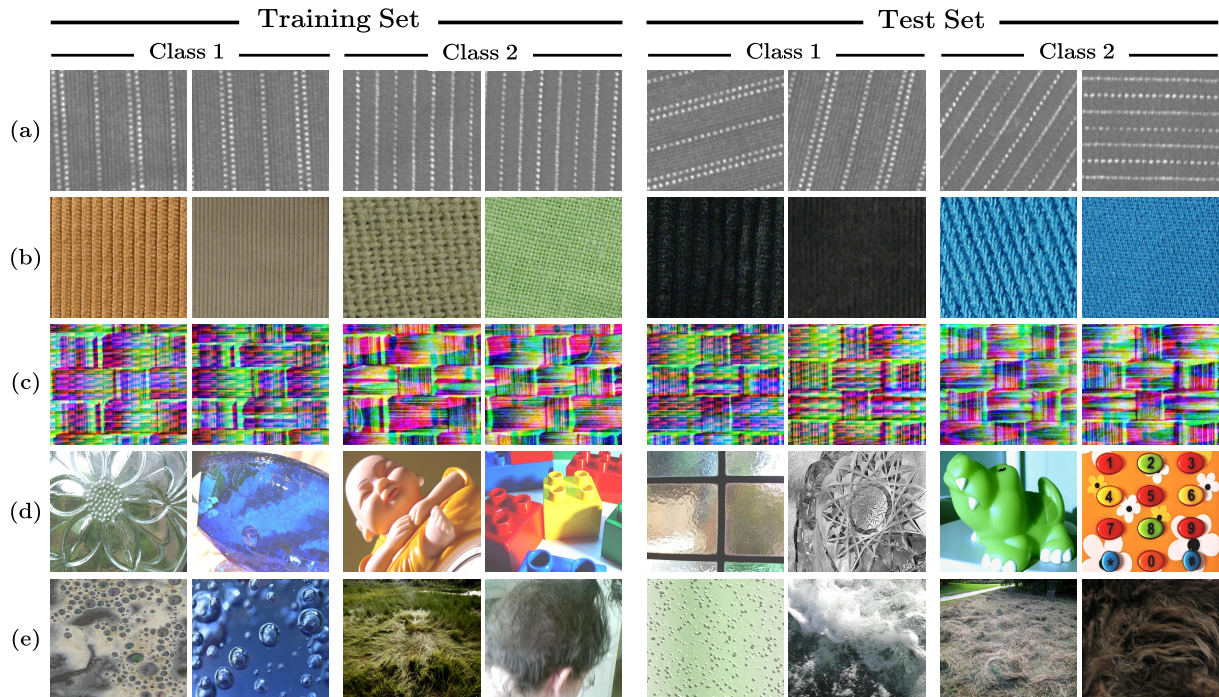 Training Set Test Set
Class 1 Class 2 Class 1 Class 2
(a)
(b)
(c)
(d)
1 2 3
4 5 6
7 8 9
* 0 #
(e)